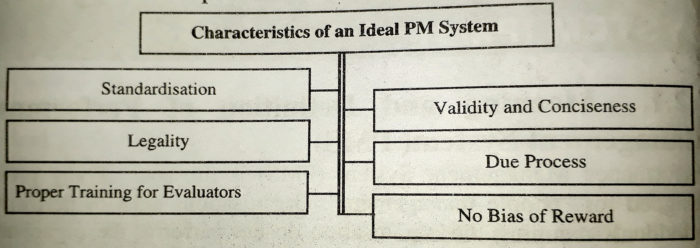 Characteristics of an Ideal PM System
Standardisation
Legality
Proper Training for Evaluators
Validity and Conciseness
Due Process
No Bias of Reward